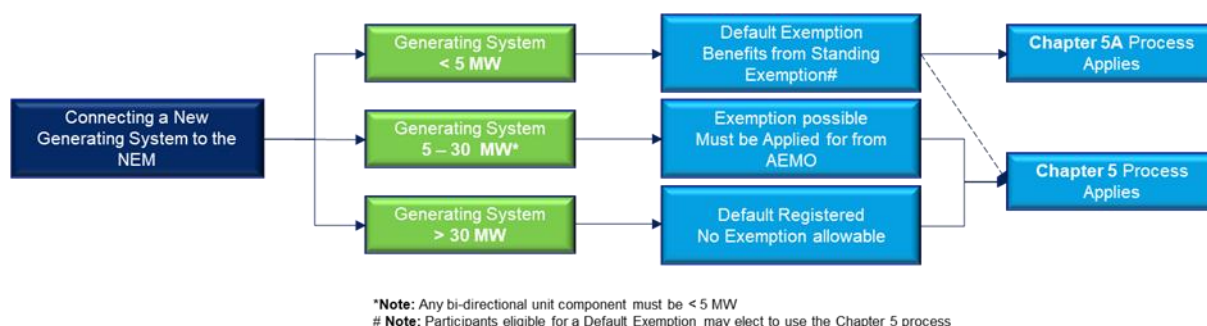 Connecting a New
Generating System to the
NEM
Generating System
< 5 MW
Default Exemption
Benefits from Standing
Exemption#
Chapter 5A Process
Applies
Generating System
5 – 30 MW*
Exemption possible
Must be Applied for from
AEMO
Chapter 5 Process
Applies
Generating System
> 30 MW
Default Registered
No Exemption allowable
*Note: Any bi-directional unit component must be < 5 MW
# Note: Participants eligible for a Default Exemption may elect to use the Chapter 5 process